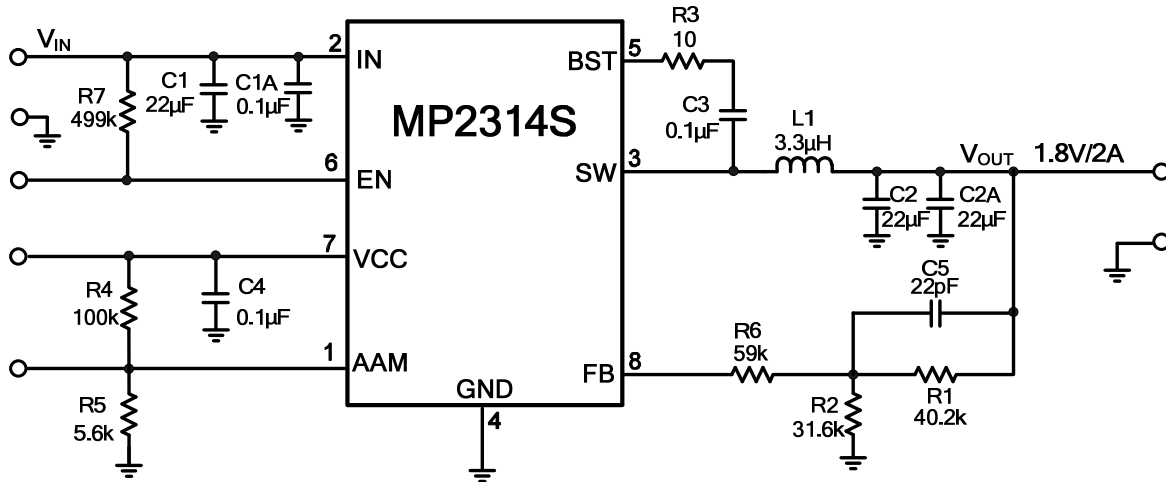 V_IN
2
IN
R7
499k
C1
22µF
C1A
0.1µF
6
EN
7
VCC
R4
100k
C4
0.1µF
1
AAM
R5
5.6k
MP2314S
GND
4
BST
5
R3
10
C3
0.1µF
3
SW
L1
3.3µH
V_OUT 1.8V/2A
C2
22µF
C2A
22µF
C5
22pF
FB
8
R6
59k
R2
31.6k
R1
40.2k